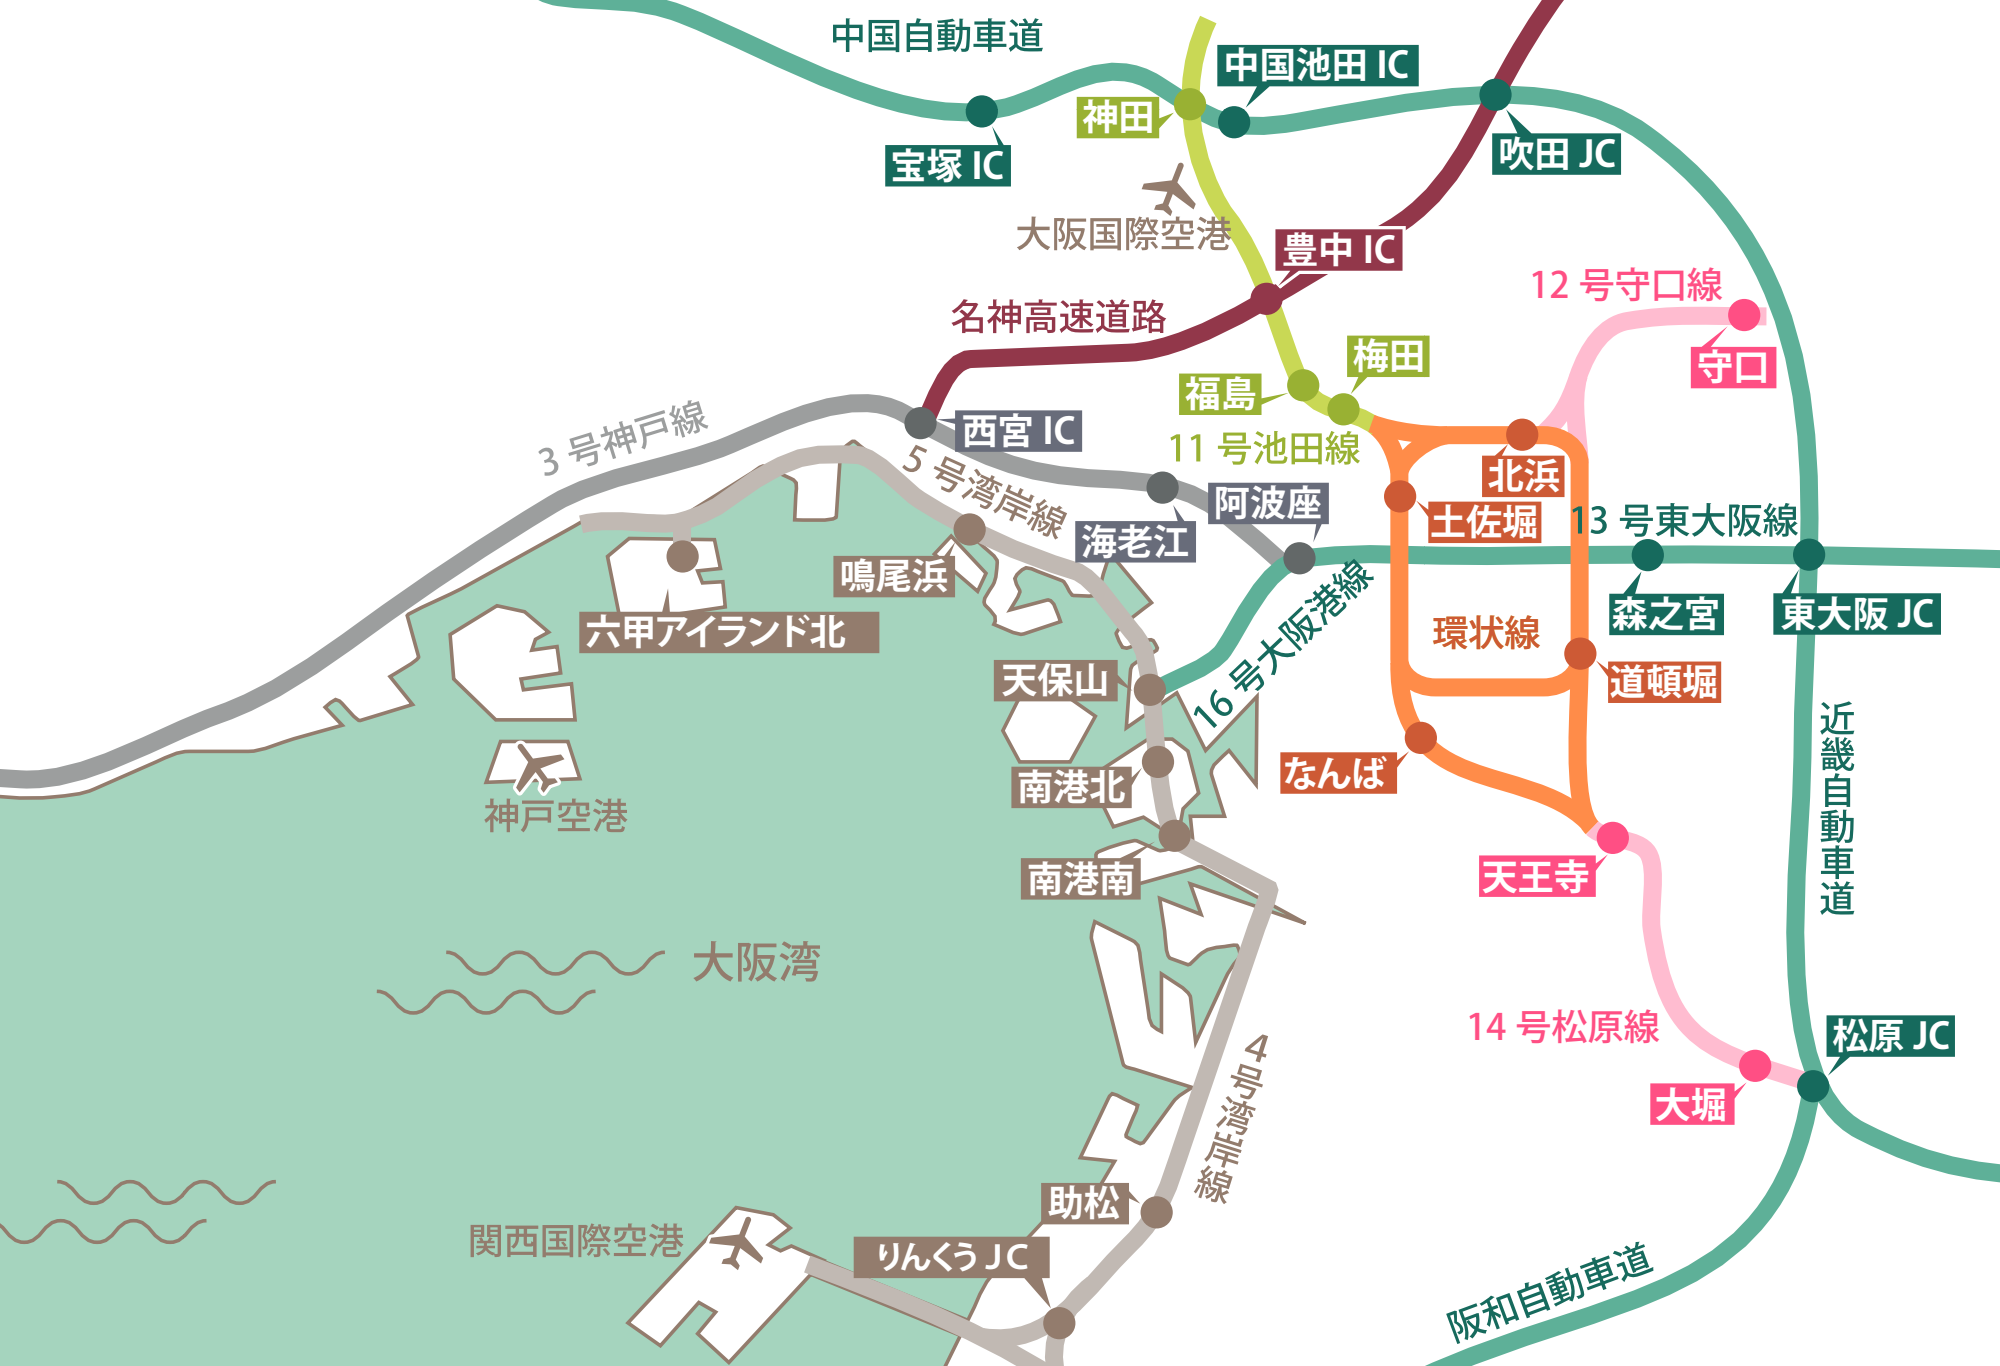 中国自動車道
中国池田 IC
神田
宝塚 IC
吹田 JC
大阪国際空港
豊中 IC
12 号守口線
名神高速道路
守口
梅田
福島
3 号神戸線
西宮 IC
11 号池田線
5 号湾岸線
北浜
阿波座
土佐堀
13 号東大阪線
海老江
鳴尾浜
16 号大阪港線
六甲アイランド北
森之宮
東大阪 JC
環状線
天保山
道頓堀
近畿自動車道
なんば
南港北
神戸空港
南港南
天王寺
大阪湾
14 号松原線
松原 JC
4号湾岸線
大堀
助松
関西国際空港
りんくう JC
阪和自動車道